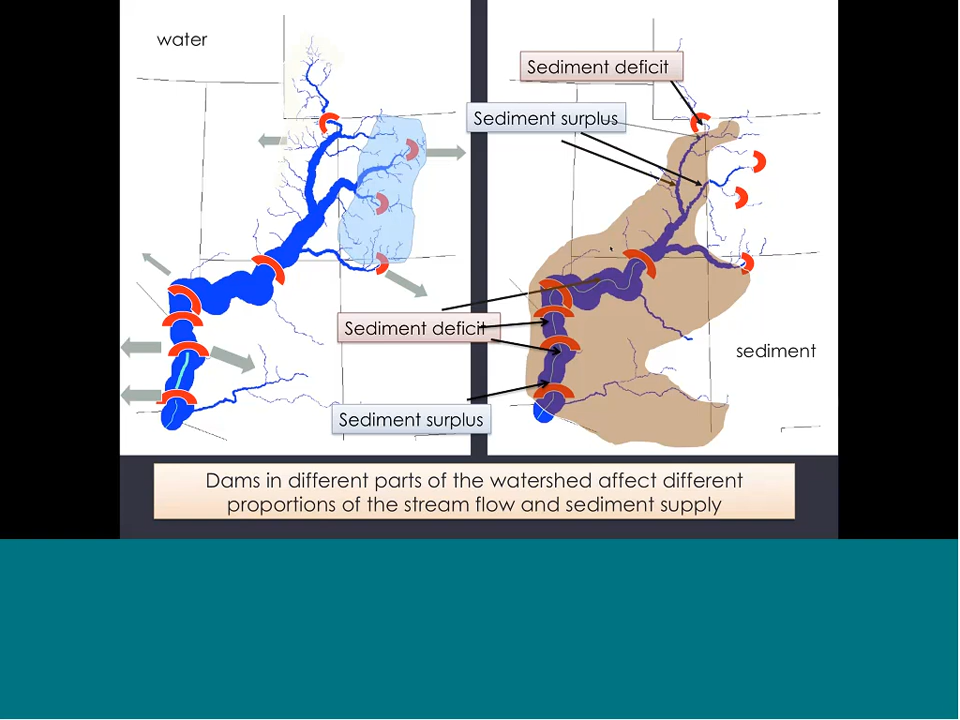 water
Sediment deficit
Sediment surplus
Sediment deficit
sediment
Sediment surplus
Dams in different parts of the watershed affect different
proportions of the stream flow and sediment supply